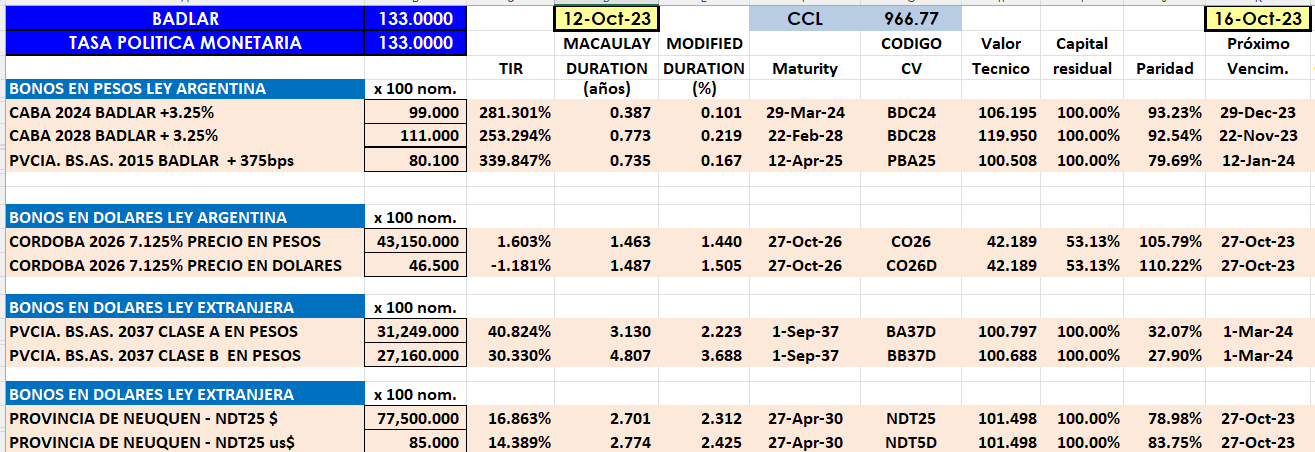 BADLAR 133.0000 12-Oct-23 CCL 966.77 16-Oct-23
TASA POLITICA MONETARIA 133.0000 MACAULAY MODIFIED CODIGO Valor Capital Próximo
TIR DURATION DURATION Maturity CV Tecnico residual Paridad Vencim.
BONOS EN PESOS LEY ARGENTINA x 100 nom. (años) (%)
CABA 2024 BADLAR +3.25% 99.000 281.301% 0.387 0.101 29-Mar-24 BDC24 106.195 100.00% 93.23% 29-Dec-23
CABA 2028 BADLAR + 3.25% 111.000 253.294% 0.773 0.219 22-Feb-28 BDC28 119.950 100.00% 92.54% 22-Nov-23
PVCIA. BS.AS. 2015 BADLAR + 375bps 80.100 339.847% 0.735 0.167 12-Apr-25 PBA25 100.508 100.00% 79.69% 12-Jan-24
BONOS EN DOLARES LEY ARGENTINA x 100 nom.
CORDOBA 2026 7.125% PRECIO EN PESOS 43,150.000 1.603% 1.463 1.440 27-Oct-26 CO26 42.189 53.13% 105.79% 27-Oct-23
CORDOBA 2026 7.125% PRECIO EN DOLARES 46.500 -1.181% 1.487 1.505 27-Oct-26 CO26D 42.189 53.13% 110.22% 27-Oct-23
BONOS EN DOLARES LEY EXTRANJERA x 100 nom.
PVCIA. BS.AS. 2037 CLASE A EN PESOS 31,249.000 40.824% 3.130 2.223 1-Sep-37 BA37D 100.797 100.00% 32.07% 1-Mar-24
PVCIA. BS.AS. 2037 CLASE B EN PESOS 27,160.000 30.330% 4.807 3.688 1-Sep-37 BB37D 100.688 100.00% 27.90% 1-Mar-24
BONOS EN DOLARES LEY EXTRANJERA x 100 nom.
PROVINCIA DE NEUQUEN - NDT25 $ 77,500.000 16.863% 2.701 2.312 27-Apr-30 NDT25 101.498 100.00% 78.98% 27-Oct-23
PROVINCIA DE NEUQUEN - NDT25 us$ 85.000 14.389% 2.774 2.425 27-Apr-30 NDT5D 101.498 100.00% 83.75% 27-Oct-23